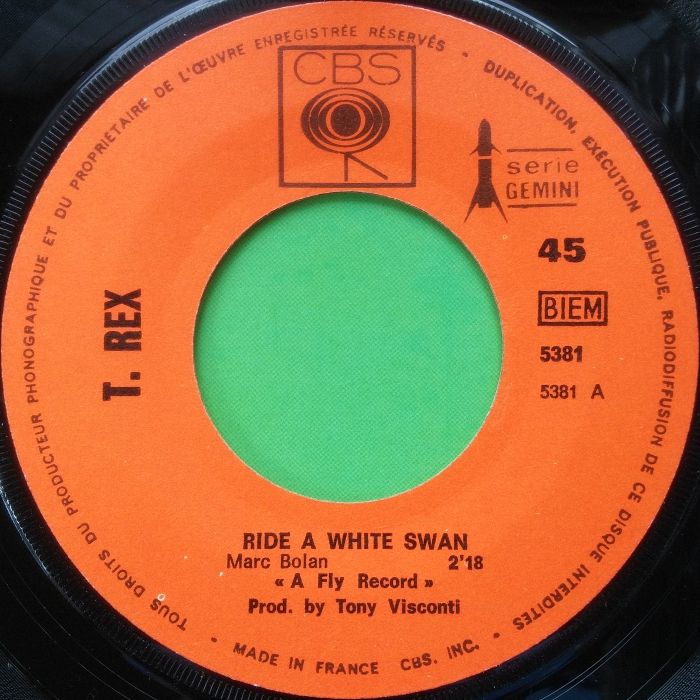 TOUS DROITS DU PRODUCTEUR PHONOGRAPHIQUE ET DU PROPRIETAIRE DE L'ŒUVRE ENREGISTRÉE RÉSERVÉS - DUPLICATION, EXÉCUTION PUBLIQUE, RADIODIFFUSION DE CE DISQUE INTERDITES
CBS
serie
GEMINI
45
BIEM
5381
5381 A
T. REX
RIDE A WHITE SWAN
Marc Bolan 2'18
« A Fly Record »
Prod. by Tony Visconti
• MADE IN FRANCE CBS. INC. •